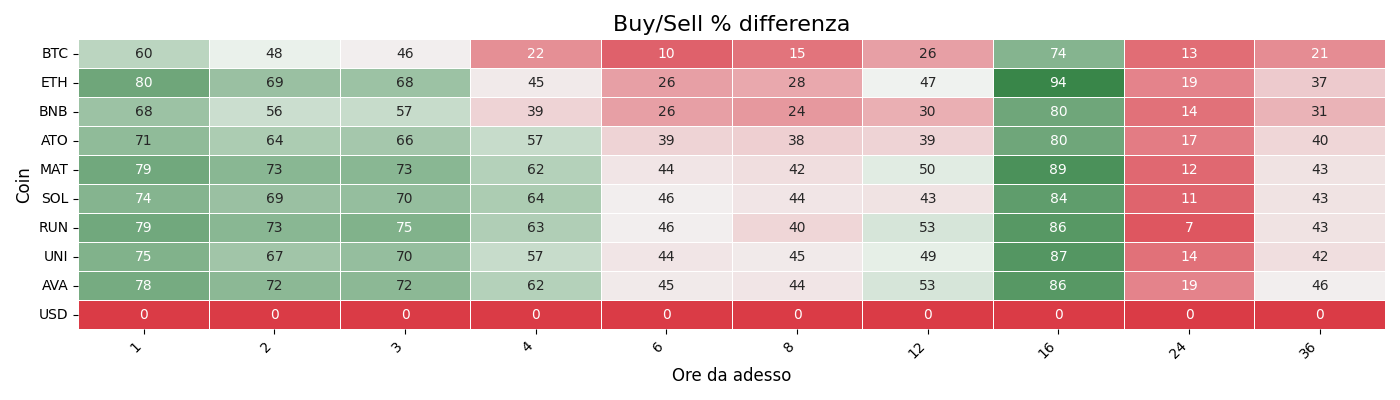 Buy/Sell % differenza
Coin
BTC 60 48 46 22 10 15 26 74 13 21
ETH 80 69 68 45 26 28 47 94 19 37
BNB 68 56 57 39 26 24 30 80 14 31
ATO 71 64 66 57 39 38 39 80 17 40
MAT 79 73 73 62 44 42 50 89 12 43
SOL 74 69 70 64 46 44 43 84 11 43
RUN 79 73 75 63 46 40 53 86 7 43
UNI 75 67 70 57 44 45 49 87 14 42
AVA 78 72 72 62 45 44 53 86 19 46
USD 0 0 0 0 0 0 0 0 0 0
1 2 3 4 6 8 12 16 24 36
Ore da adesso